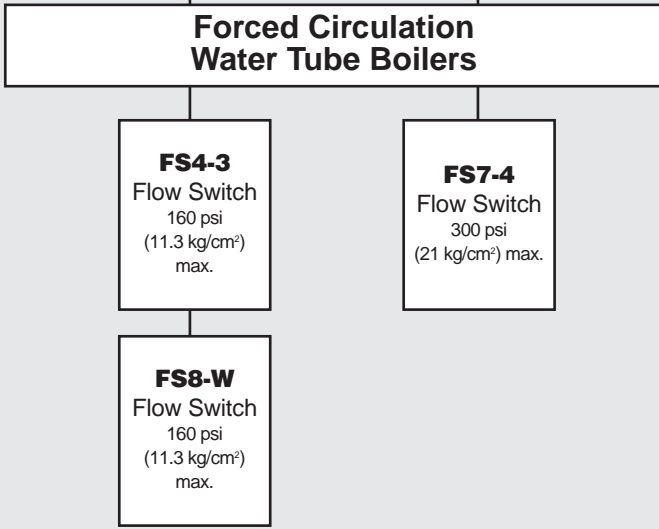 Forced Circulation
Water Tube Boilers
FS4-3
Flow Switch
160 psi
(11.3 kg/cm²)
max.
FS7-4
Flow Switch
300 psi
(21 kg/cm²) max.
FS8-W
Flow Switch
160 psi
(11.3 kg/cm²)
max.